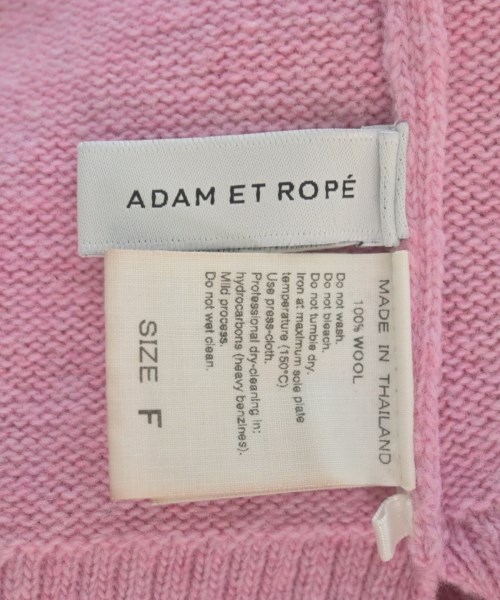 ADAM ET ROPÉ
MADE IN THAILAND
100% WOOL
Do not wash.
Do not bleach.
Do not tumble dry.
Iron at maximum sole plate
temperature (150°C)
Use press-cloth.
Professional dry-cleaning in:
hydrocarbons (heavy benzines).
Mild process.
Do not wet clean.
SIZE F